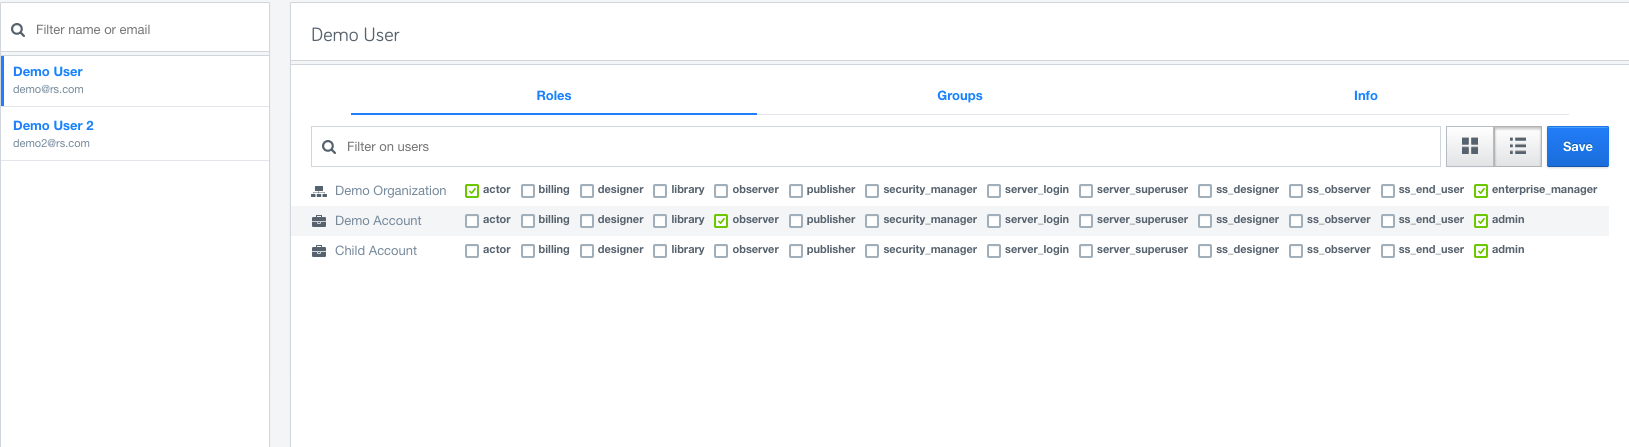 Filter name or email
Demo User
demo@rs.com
Demo User 2
demo2@rs.com
Demo User
Roles Groups Info
Filter on users Save
Demo Organization actor billing designer library observer publisher security_manager server_login server_superuser ss_designer ss_observer ss_end_user enterprise_manager
Demo Account actor billing designer library observer publisher security_manager server_login server_superuser ss_designer ss_observer ss_end_user admin
Child Account actor billing designer library observer publisher security_manager server_login server_superuser ss_designer ss_observer ss_end_user admin